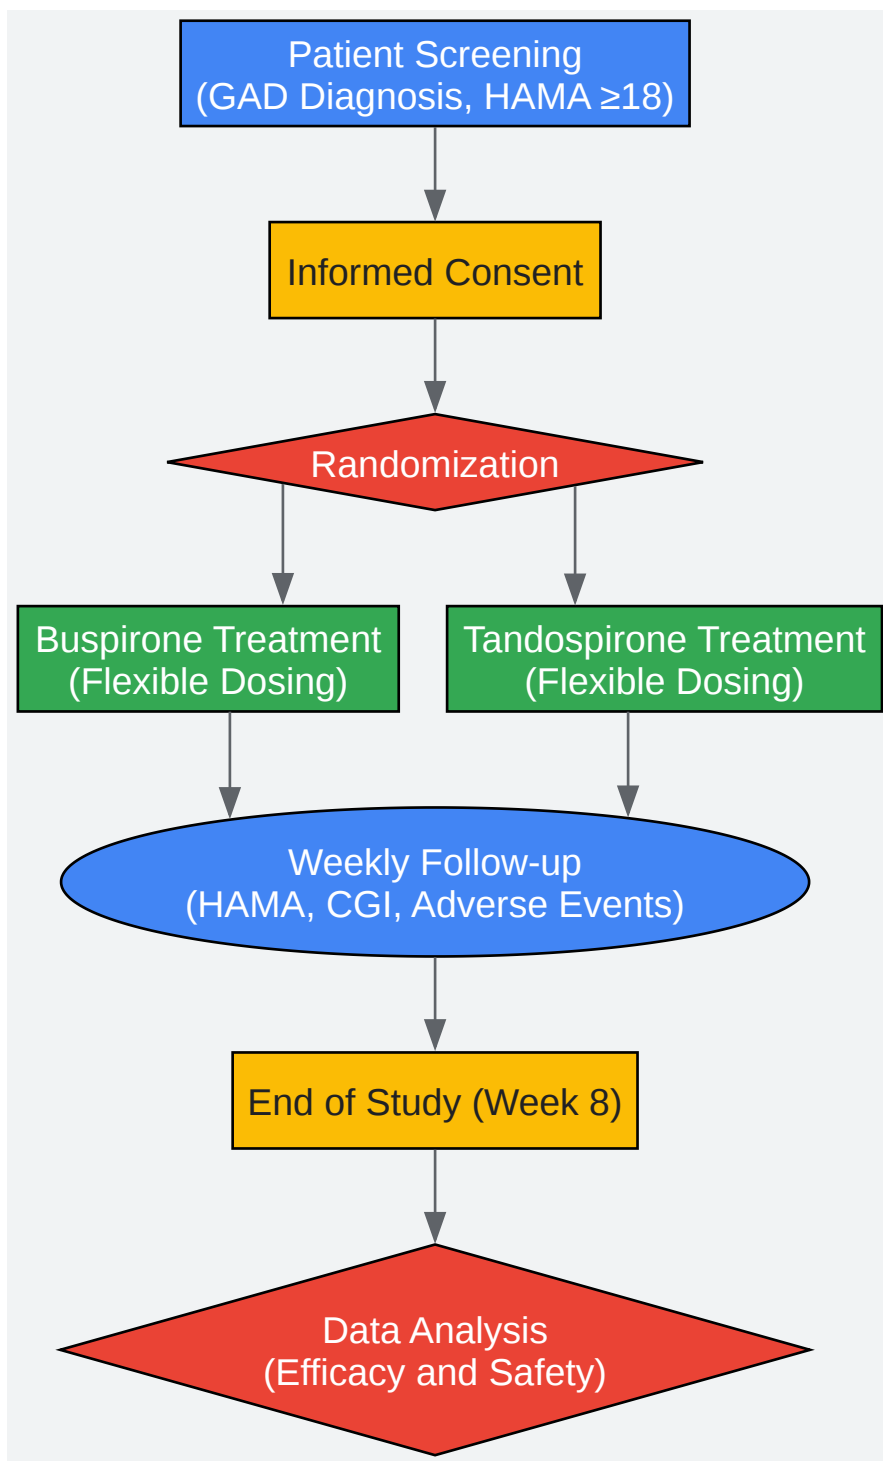 Patient Screening
(GAD Diagnosis, HAMA ≥18)
Informed Consent
Randomization
Buspirone Treatment
(Flexible Dosing)
Tandospirone Treatment
(Flexible Dosing)
Weekly Follow-up
(HAMA, CGI, Adverse Events)
End of Study (Week 8)
Data Analysis
(Efficacy and Safety)